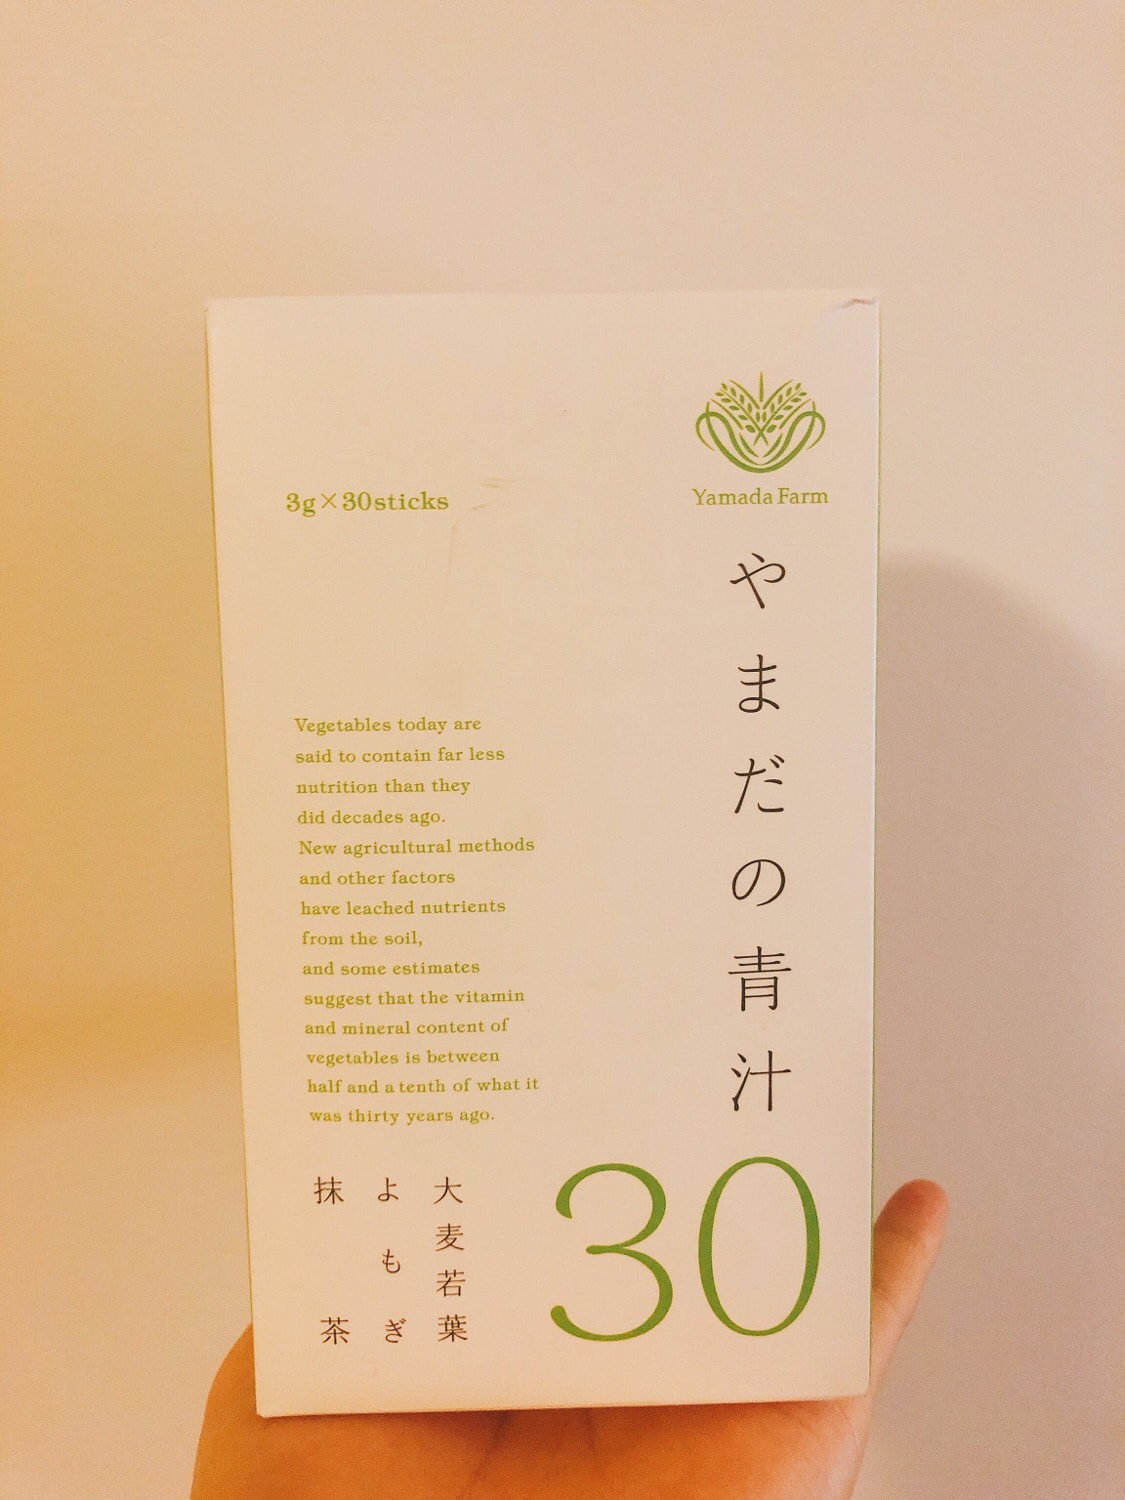 Yamada Farm
やまだの青汁
30
3g×30sticks
Vegetables today are
said to contain far less
nutrition than they
did decades ago.
New agricultural methods
and other factors
have leached nutrients
from the soil,
and some estimates
suggest that the vitamin
and mineral content of
vegetables is between
half and a tenth of what it
was thirty years ago.
大麦若葉
よもぎ
抹茶